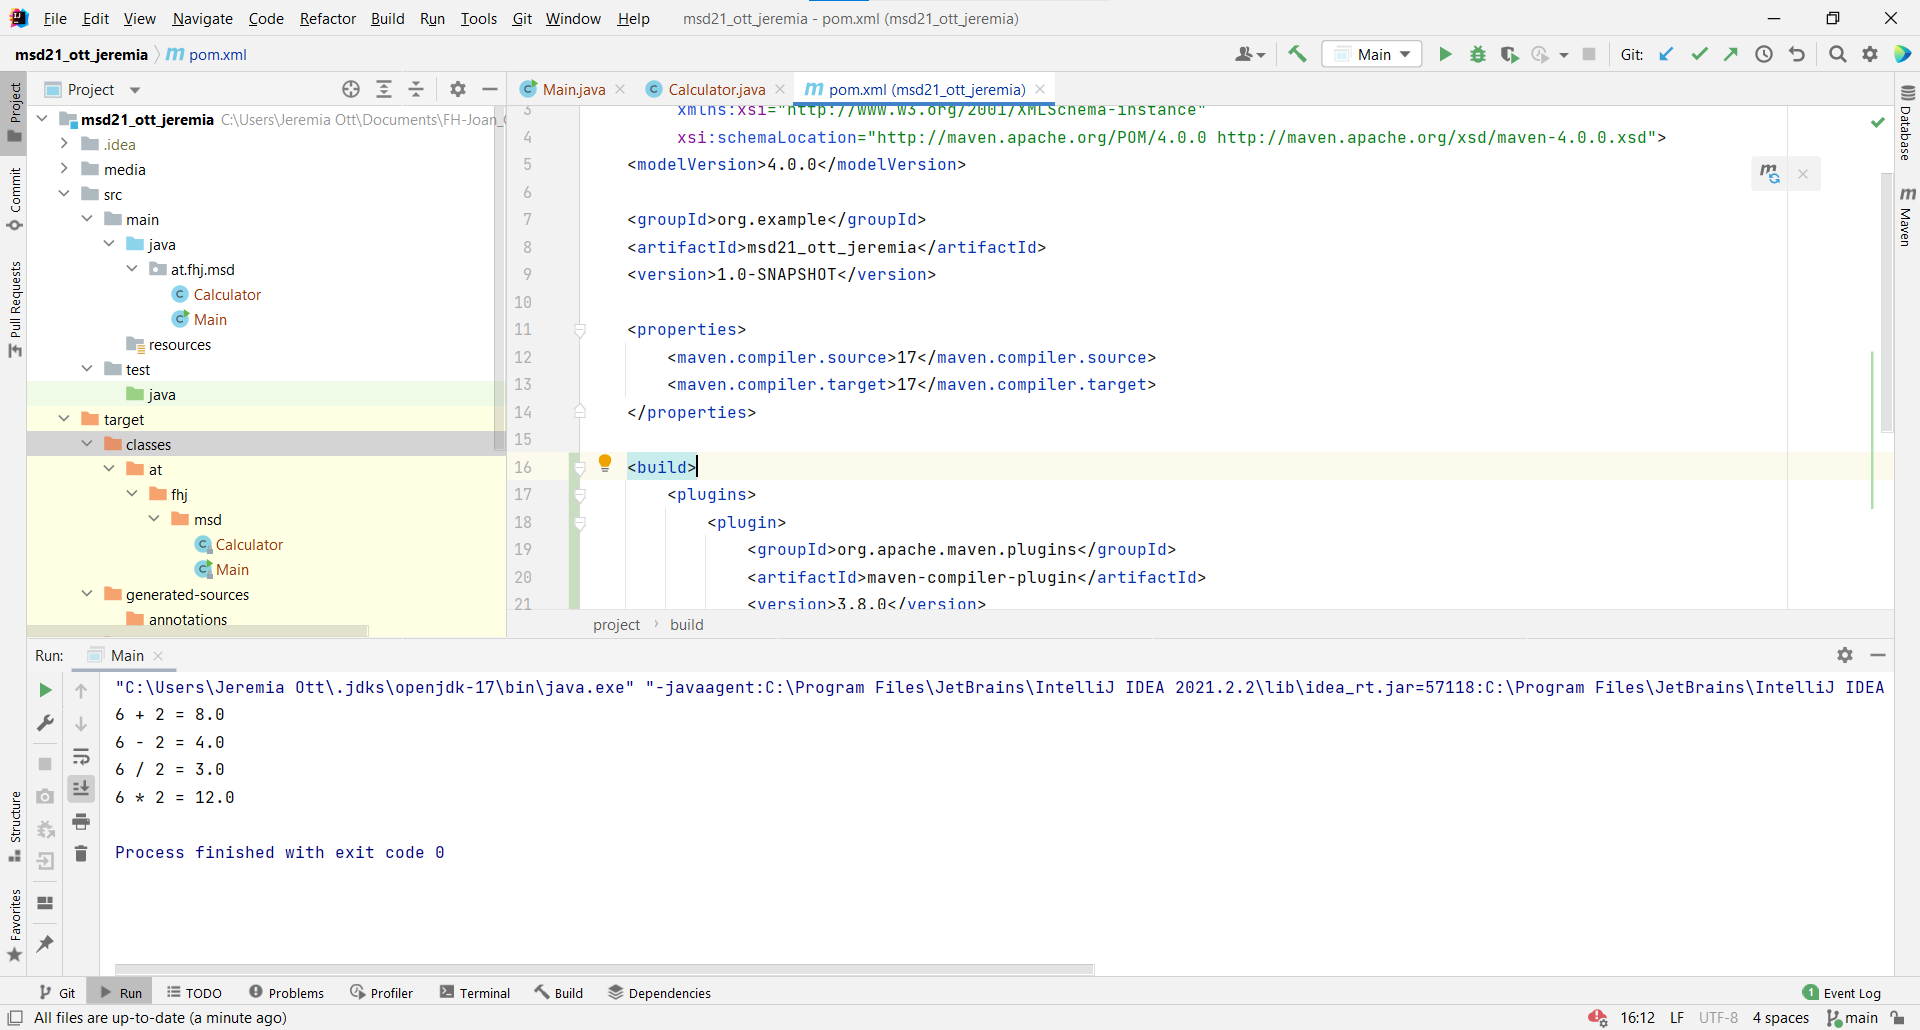 File Edit View Navigate Code Refactor Build Run Tools Git Window Help msd21_ott_jeremia - pom.xml (msd21_ott_jeremia)
msd21_ott_jeremia pom.xml Main Git:
Project
Main.java Calculator.java pom.xml (msd21_ott_jeremia)
Project
Commit
Pull Requests
Structure
Favorites
msd21_ott_jeremia C:\Users\Jeremia Ott\Documents\FH-Joan
.idea
media
src
main
java
at.fhj.msd
Calculator
Main
resources
test
java
target
classes
at
fhj
msd
Calculator
Main
generated-sources
annotations
3 xmlns:xsi="http://www.w3.org/2001/XMLSchema-instance"
4 xsi:schemaLocation="http://maven.apache.org/POM/4.0.0 http://maven.apache.org/xsd/maven-4.0.0.xsd">
5 <modelVersion>4.0.0</modelVersion>
6
7 <groupId>org.example</groupId>
8 <artifactId>msd21_ott_jeremia</artifactId>
9 <version>1.0-SNAPSHOT</version>
10
11 <properties>
12 <maven.compiler.source>17</maven.compiler.source>
13 <maven.compiler.target>17</maven.compiler.target>
14 </properties>
15
16 <build>
17 <plugins>
18 <plugin>
19 <groupId>org.apache.maven.plugins</groupId>
20 <artifactId>maven-compiler-plugin</artifactId>
21 <version>3.8.0</version>
project build
Database
Maven
Run: Main
"C:\Users\Jeremia Ott\.jdks\openjdk-17\bin\java.exe" "-javaagent:C:\Program Files\JetBrains\IntelliJ IDEA 2021.2.2\lib\idea_rt.jar=57118:C:\Program Files\JetBrains\IntelliJ IDEA
6 + 2 = 8.0
6 - 2 = 4.0
6 / 2 = 3.0
6 * 2 = 12.0
Process finished with exit code 0
Git Run TODO Problems Profiler Terminal Build Dependencies 1 Event Log
All files are up-to-date (a minute ago) 16:12 LF UTF-8 4 spaces main